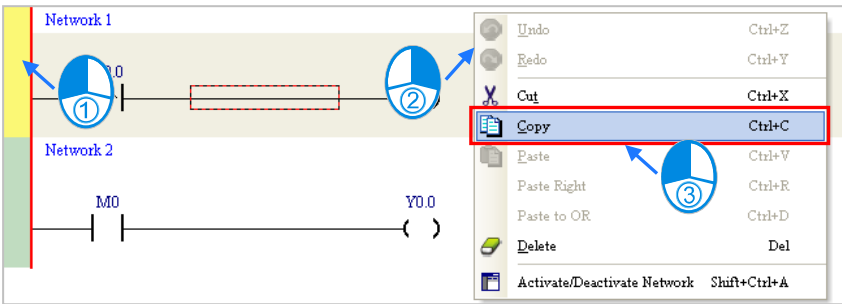 Network 1
.0
①
②
Network 2
M0
Y0.0
Undo Ctrl+Z
Redo Ctrl+Y
Cut Ctrl+X
Copy Ctrl+C
Paste Ctrl+V
③
Paste Right Ctrl+R
Paste to OR Ctrl+D
Delete Del
Activate/Deactivate Network Shift+Ctrl+A